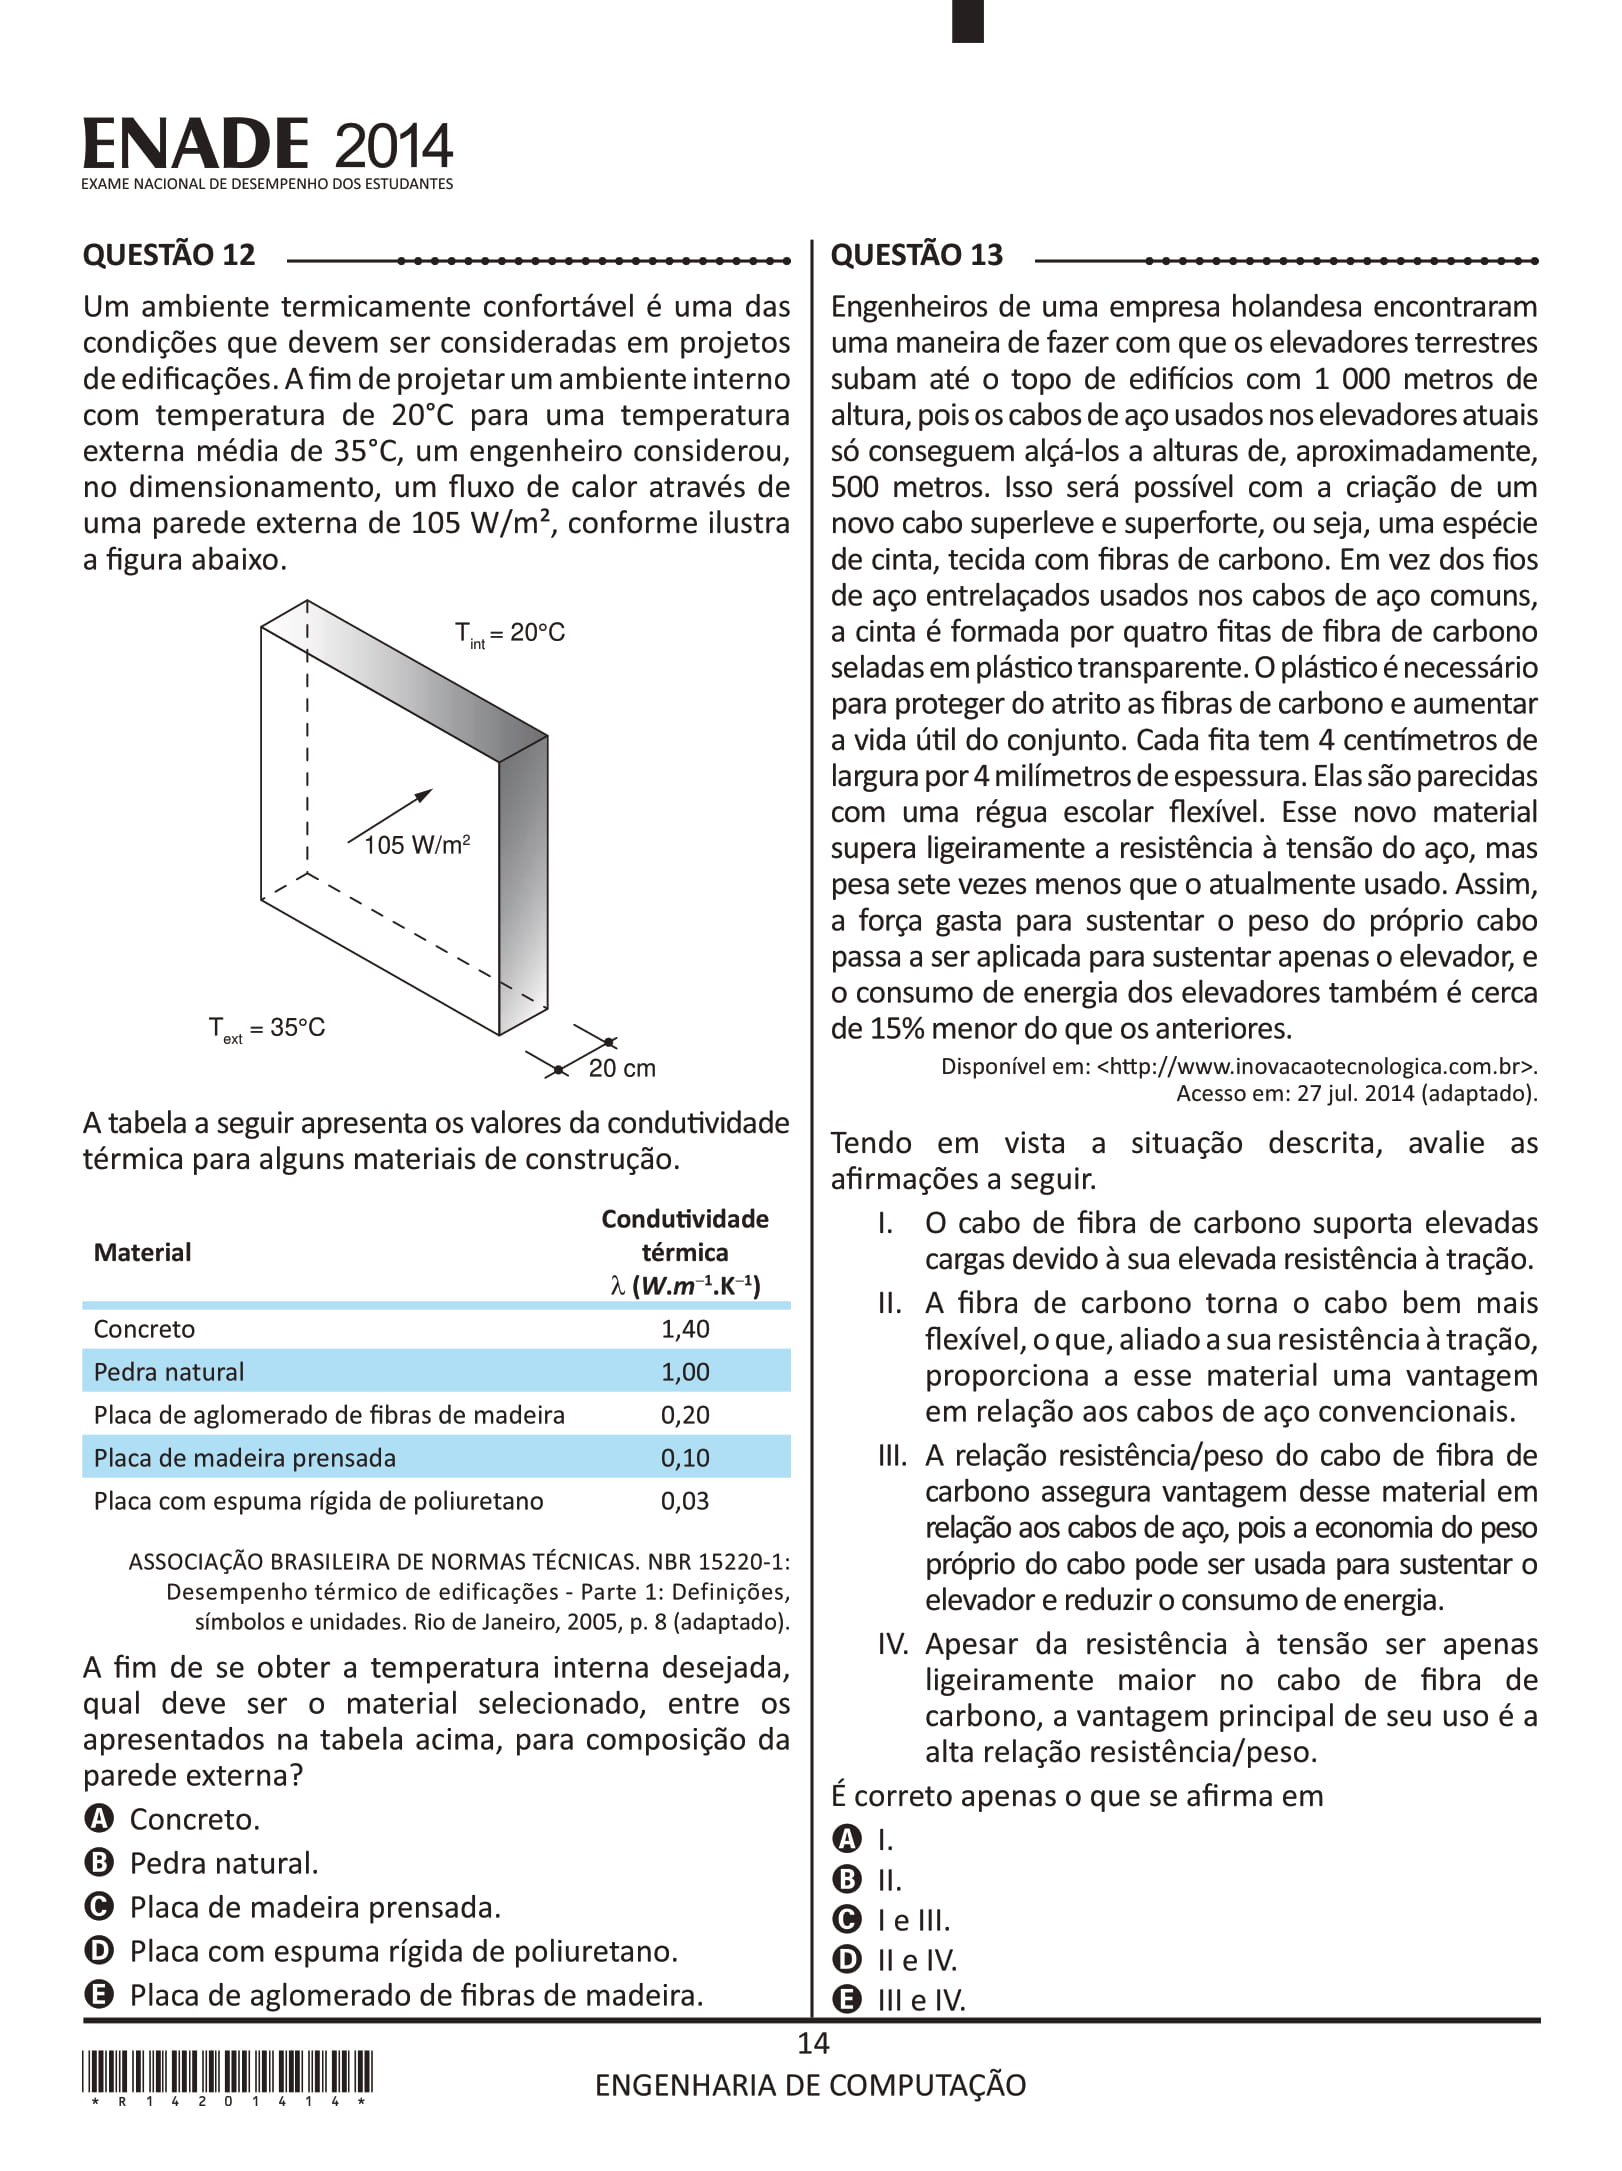 ENADE 2014
EXAME NACIONAL DE DESEMPENHO DOS ESTUDANTES
QUESTÃO 12
Um ambiente termicamente confortável é uma das
condições que devem ser consideradas em projetos
de edificações. A fim de projetar um ambiente interno
com temperatura de 20°C para uma temperatura
externa média de 35°C, um engenheiro considerou,
no dimensionamento, um fluxo de calor através de
uma parede externa de 105 W/m², conforme ilustra
a figura abaixo.
Tint = 20°C
105 W/m²
Text = 35°C
20 cm
A tabela a seguir apresenta os valores da condutividade
térmica para alguns materiais de construção.
Material
Condutividade
térmica
λ (W.m⁻¹.K⁻¹)
Concreto 1,40
Pedra natural 1,00
Placa de aglomerado de fibras de madeira 0,20
Placa de madeira prensada 0,10
Placa com espuma rígida de poliuretano 0,03
ASSOCIAÇÃO BRASILEIRA DE NORMAS TÉCNICAS. NBR 15220-1:
Desempenho térmico de edificações - Parte 1: Definições,
símbolos e unidades. Rio de Janeiro, 2005, p. 8 (adaptado).
A fim de se obter a temperatura interna desejada,
qual deve ser o material selecionado, entre os
apresentados na tabela acima, para composição da
parede externa?
A Concreto.
B Pedra natural.
C Placa de madeira prensada.
D Placa com espuma rígida de poliuretano.
E Placa de aglomerado de fibras de madeira.
QUESTÃO 13
Engenheiros de uma empresa holandesa encontraram
uma maneira de fazer com que os elevadores terrestres
subam até o topo de edifícios com 1 000 metros de
altura, pois os cabos de aço usados nos elevadores atuais
só conseguem alçá-los a alturas de, aproximadamente,
500 metros. Isso será possível com a criação de um
novo cabo superleve e superforte, ou seja, uma espécie
de cinta, tecida com fibras de carbono. Em vez dos fios
de aço entrelaçados usados nos cabos de aço comuns,
a cinta é formada por quatro fitas de fibra de carbono
seladas em plástico transparente. O plástico é necessário
para proteger do atrito as fibras de carbono e aumentar
a vida útil do conjunto. Cada fita tem 4 centímetros de
largura por 4 milímetros de espessura. Elas são parecidas
com uma régua escolar flexível. Esse novo material
supera ligeiramente a resistência à tensão do aço, mas
pesa sete vezes menos que o atualmente usado. Assim,
a força gasta para sustentar o peso do próprio cabo
passa a ser aplicada para sustentar apenas o elevador, e
o consumo de energia dos elevadores também é cerca
de 15% menor do que os anteriores.
Disponível em: <http://www.inovacaotecnologica.com.br>.
Acesso em: 27 jul. 2014 (adaptado).
Tendo em vista a situação descrita, avalie as
afirmações a seguir.
I. O cabo de fibra de carbono suporta elevadas
cargas devido à sua elevada resistência à tração.
II. A fibra de carbono torna o cabo bem mais
flexível, o que, aliado a sua resistência à tração,
proporciona a esse material uma vantagem
em relação aos cabos de aço convencionais.
III. A relação resistência/peso do cabo de fibra de
carbono assegura vantagem desse material em
relação aos cabos de aço, pois a economia do peso
próprio do cabo pode ser usada para sustentar o
elevador e reduzir o consumo de energia.
IV. Apesar da resistência à tensão ser apenas
ligeiramente maior no cabo de fibra de
carbono, a vantagem principal de seu uso é a
alta relação resistência/peso.
É correto apenas o que se afirma em
A I.
B II.
C I e III.
D II e IV.
E III e IV.
14
ENGENHARIA DE COMPUTAÇÃO
*R14201414*